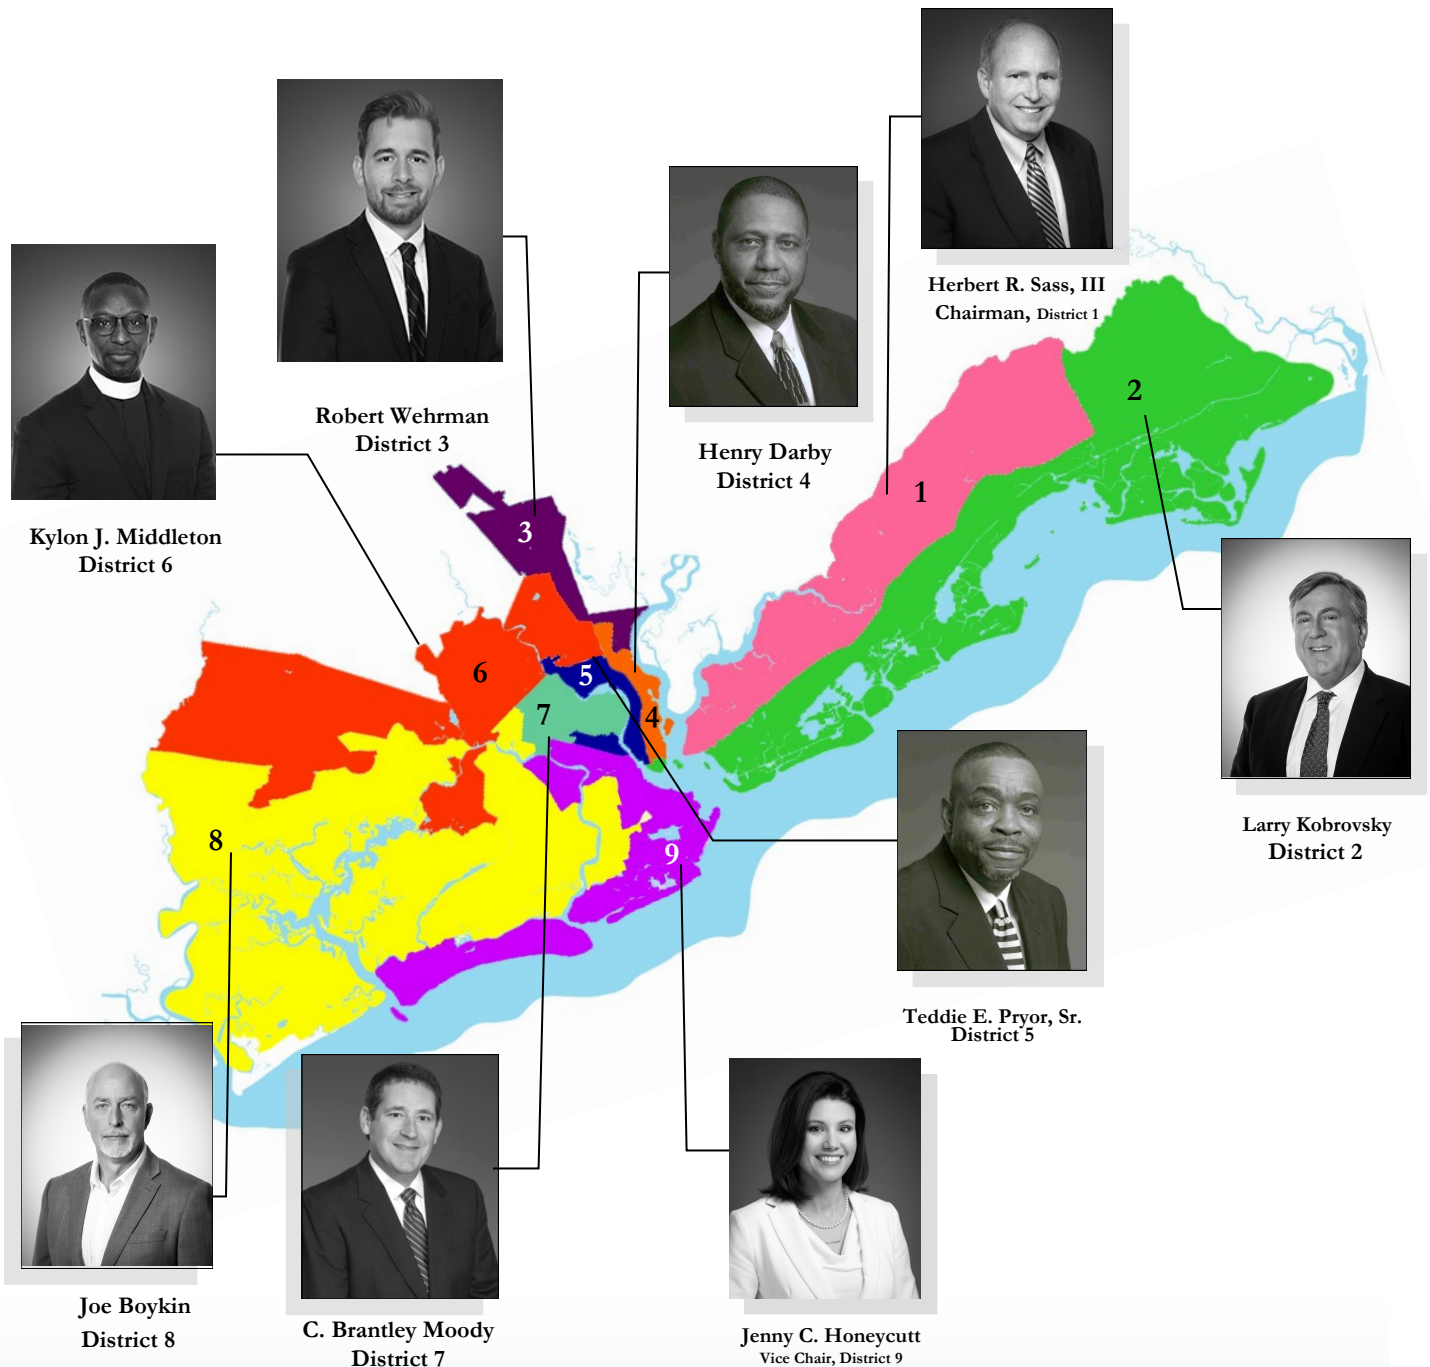 Herbert R. Sass, III
Chairman, District 1
2
Robert Wehrman
District 3
Henry Darby
District 4
1
3
Kylon J. Middleton
District 6
6
5
7
4
Larry Kobrovsky
District 2
8
9
Teddie E. Pryor, Sr.
District 5
Joe Boykin
District 8
C. Brantley Moody
District 7
Jenny C. Honeycutt
Vice Chair, District 9